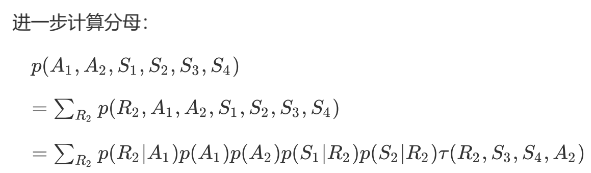 进一步计算分母：
p(A₁, A₂, S₁, S₂, S₃, S₄)
= ∑_{R₂} p(R₂, A₁, A₂, S₁, S₂, S₃, S₄)
= ∑_{R₂} p(R₂|A₁)p(A₁)p(A₂)p(S₁|R₂)p(S₂|R₂)τ(R₂, S₃, S₄, A₂)